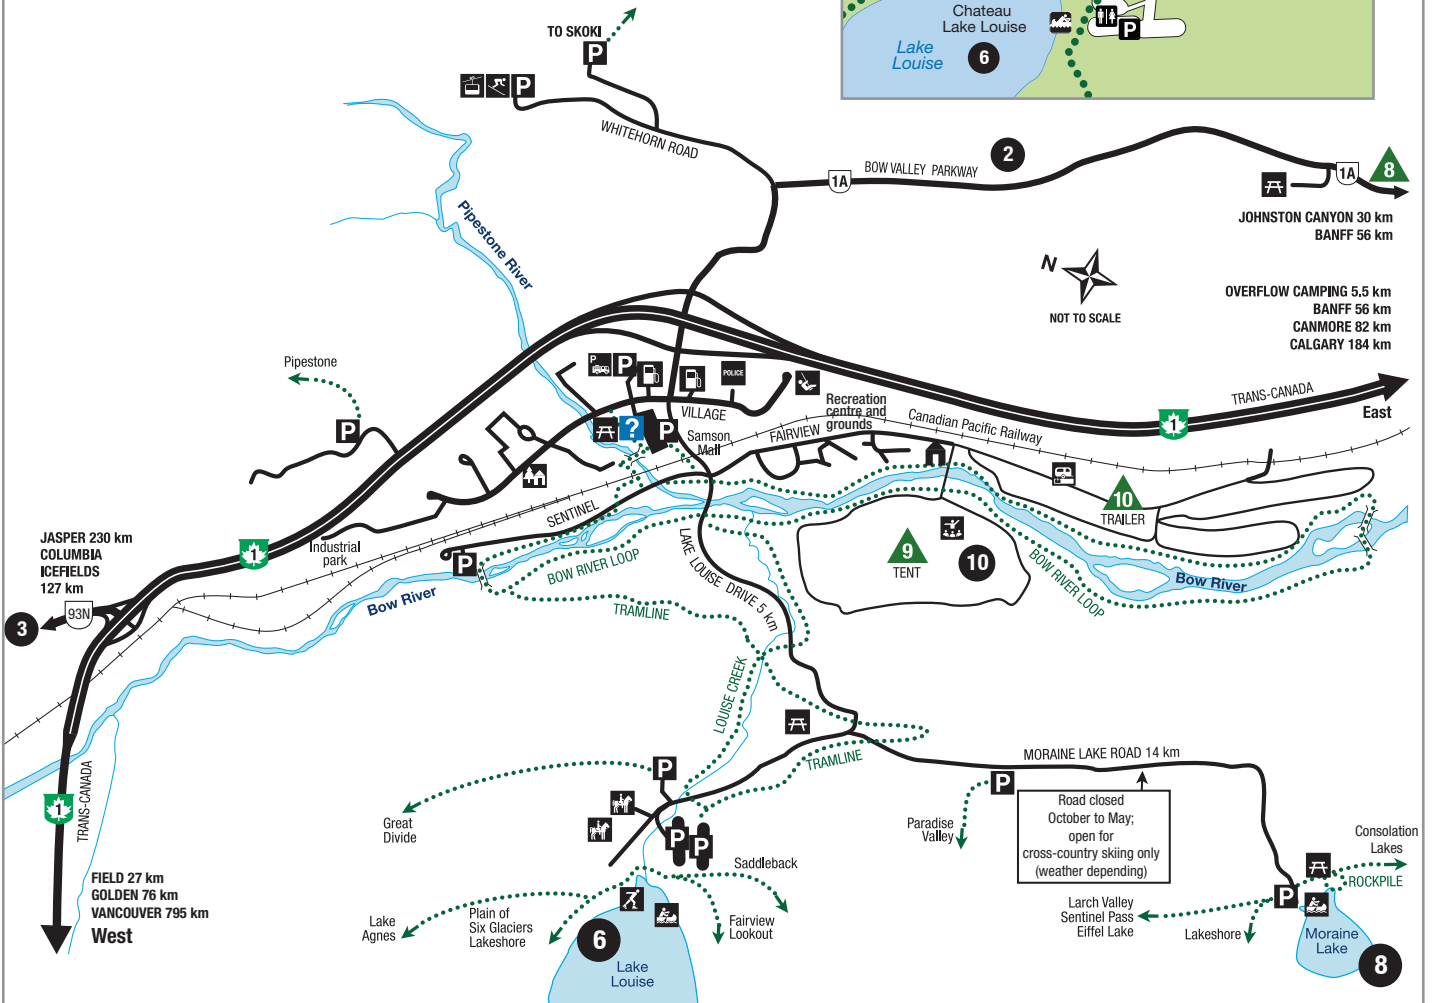 Chateau
Lake Louise
Lake
Louise
6
P
TO SKOKI
P
P
WHITEHORN ROAD
2
BOW VALLEY PARKWAY
1A
1A
8
JOHNSTON CANYON 30 km
BANFF 56 km
Pipestone River
N
NOT TO SCALE
OVERFLOW CAMPING 5.5 km
BANFF 56 km
CANMORE 82 km
CALGARY 184 km
TRANS-CANADA
East
1
Pipestone
P
P
P
POLICE
VILLAGE
?
P
Samson
Mall
Recreation
centre and
grounds
FAIRVIEW
Canadian Pacific Railway
SENTINEL
Industrial
park
P
BOW RIVER LOOP
Bow River
TRAMLINE
LAKE LOUISE DRIVE 5 km
9
TENT
10
10
TRAILER
BOW RIVER LOOP
Bow River
JASPER 230 km
COLUMBIA
ICEFIELDS
127 km
93N
3
1
1
TRANS-CANADA
FIELD 27 km
GOLDEN 76 km
VANCOUVER 795 km
West
LOUISE CREEK
TRAMLINE
MORAINE LAKE ROAD 14 km
P
Great
Divide
P
P
P
Paradise
Valley
Road closed
October to May;
open for
cross-country skiing only
(weather depending)
Consolation
Lakes
ROCKPILE
P
Saddleback
Lake
Agnes
Plain of
Six Glaciers
Lakeshore
Fairview
Lookout
6
Lake
Louise
Larch Valley
Sentinel Pass
Eiffel Lake
Lakeshore
Moraine
Lake
8